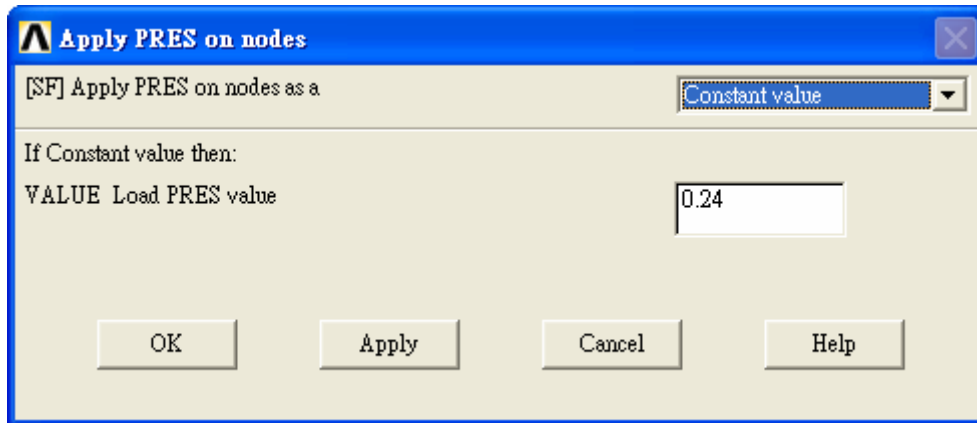 Apply PRES on nodes
[SF] Apply PRES on nodes as a Constant value
If Constant value then:
VALUE Load PRES value 0.24
OK Apply Cancel Help